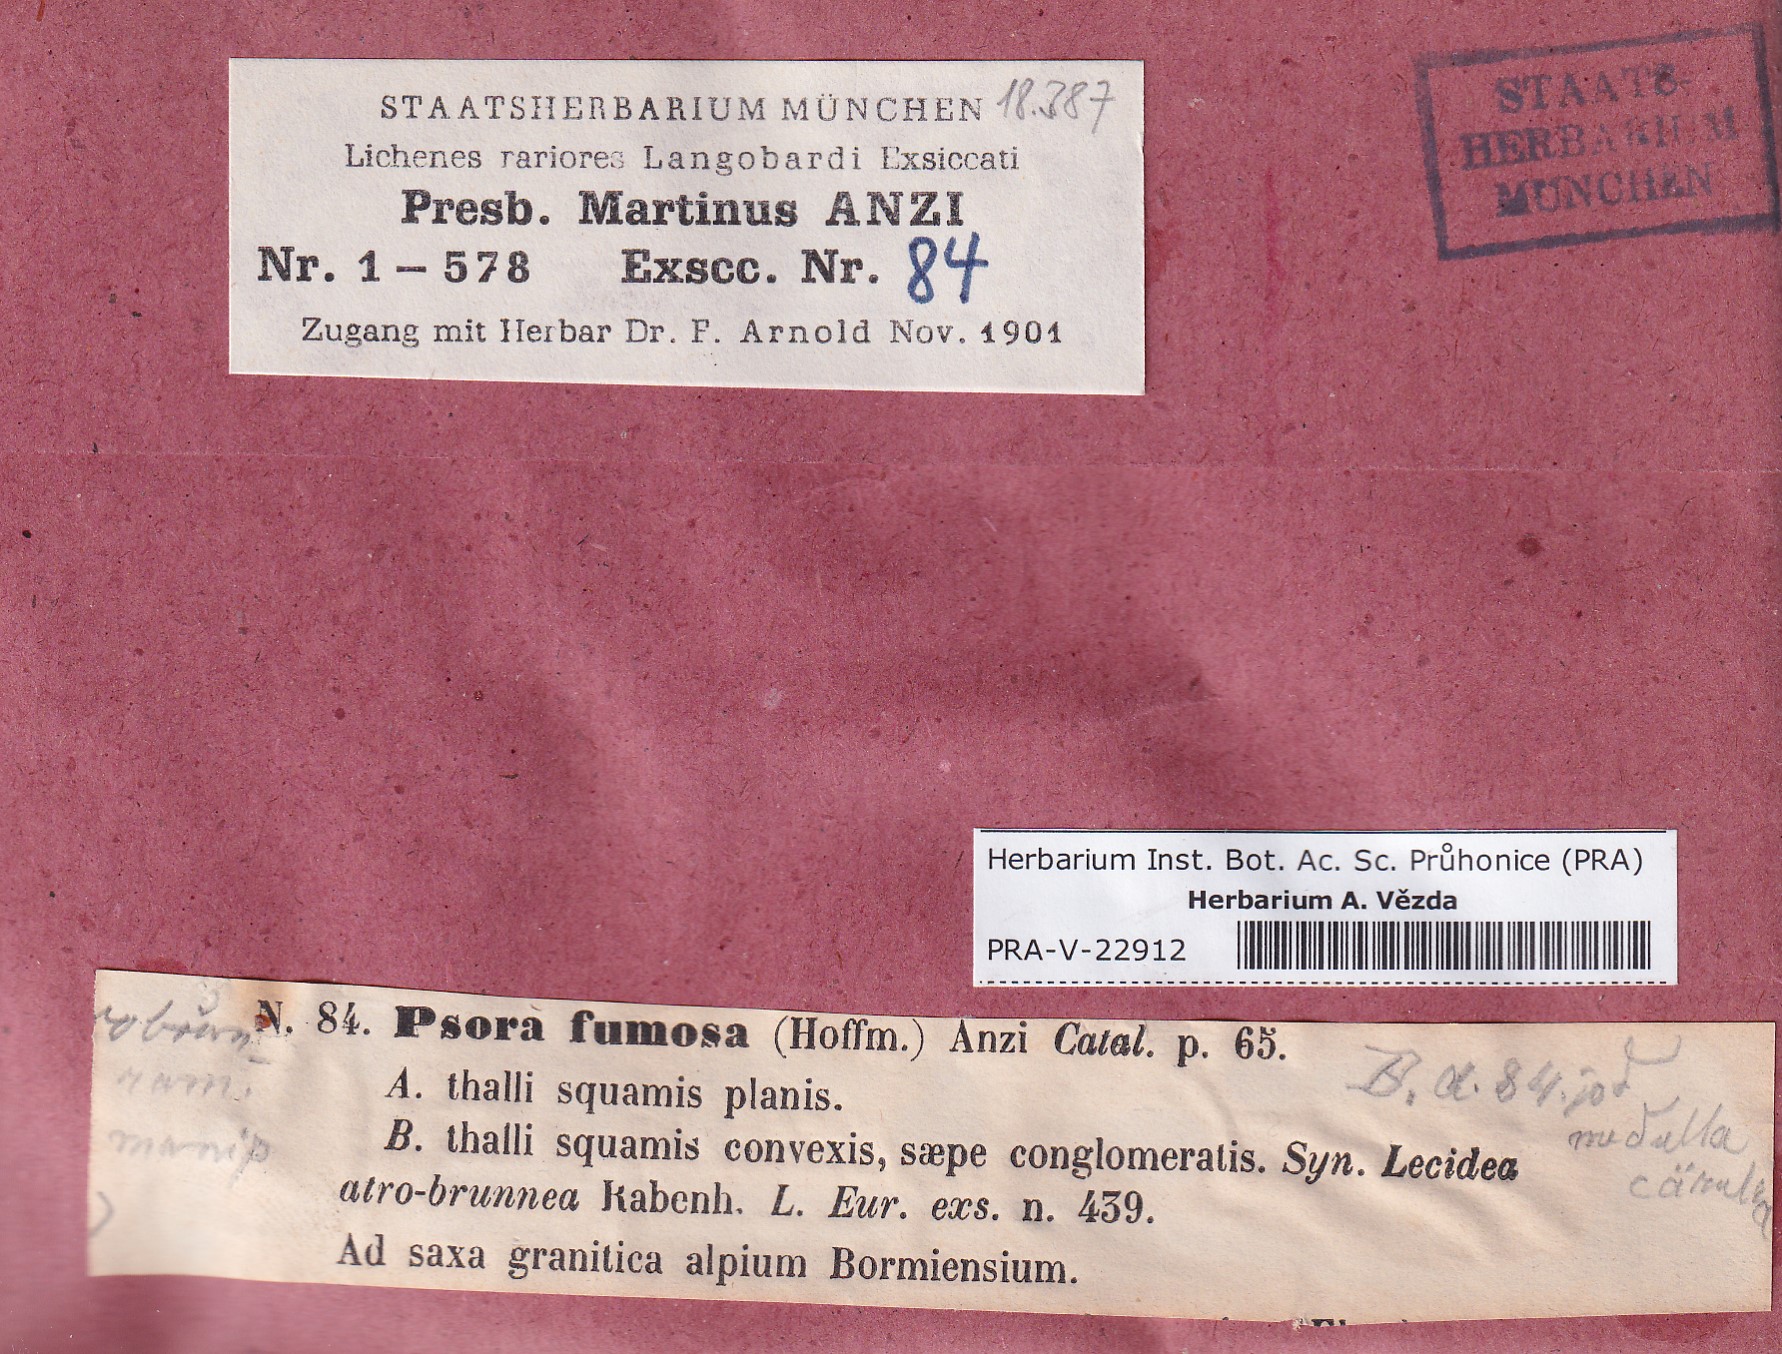 STAATSHERBARIUM MÜNCHEN 18.387
Lichenes rariores Langobardi Exsiccati
Presb. Martinus ANZI
Nr. 1 – 578 Exscc. Nr. 84
Zugang mit Herbar Dr. F. Arnold Nov. 1901
STAATS-
HERBARIUM
MÜNCHEN
Herbarium Inst. Bot. Ac. Sc. Průhonice (PRA)
Herbarium A. Vězda
PRA-V-22912
N. 84. Psora fumosa (Hoffm.) Anzi Catal. p. 65.
A. thalli squamis planis.
B. thalli squamis convexis, sæpe conglomeratis. Syn. Lecidea
atro-brunnea Rabenh. L. Eur. exs. n. 439.
Ad saxa granitica alpium Bormiensium.
B. d. 84. jod
medulla